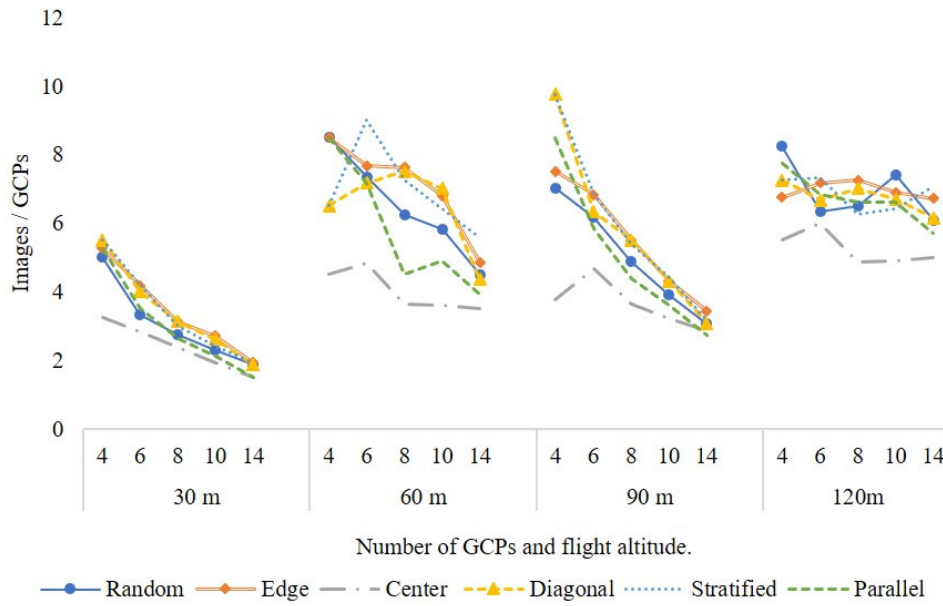 12
10
8
6
4
2
0
Images / GCPs
4 6 8 10 14 4 6 8 10 14 4 6 8 10 14 4 6 8 10 14
30 m 60 m 90 m 120m
Number of GCPs and flight altitude.
Random Edge Center Diagonal Stratified Parallel